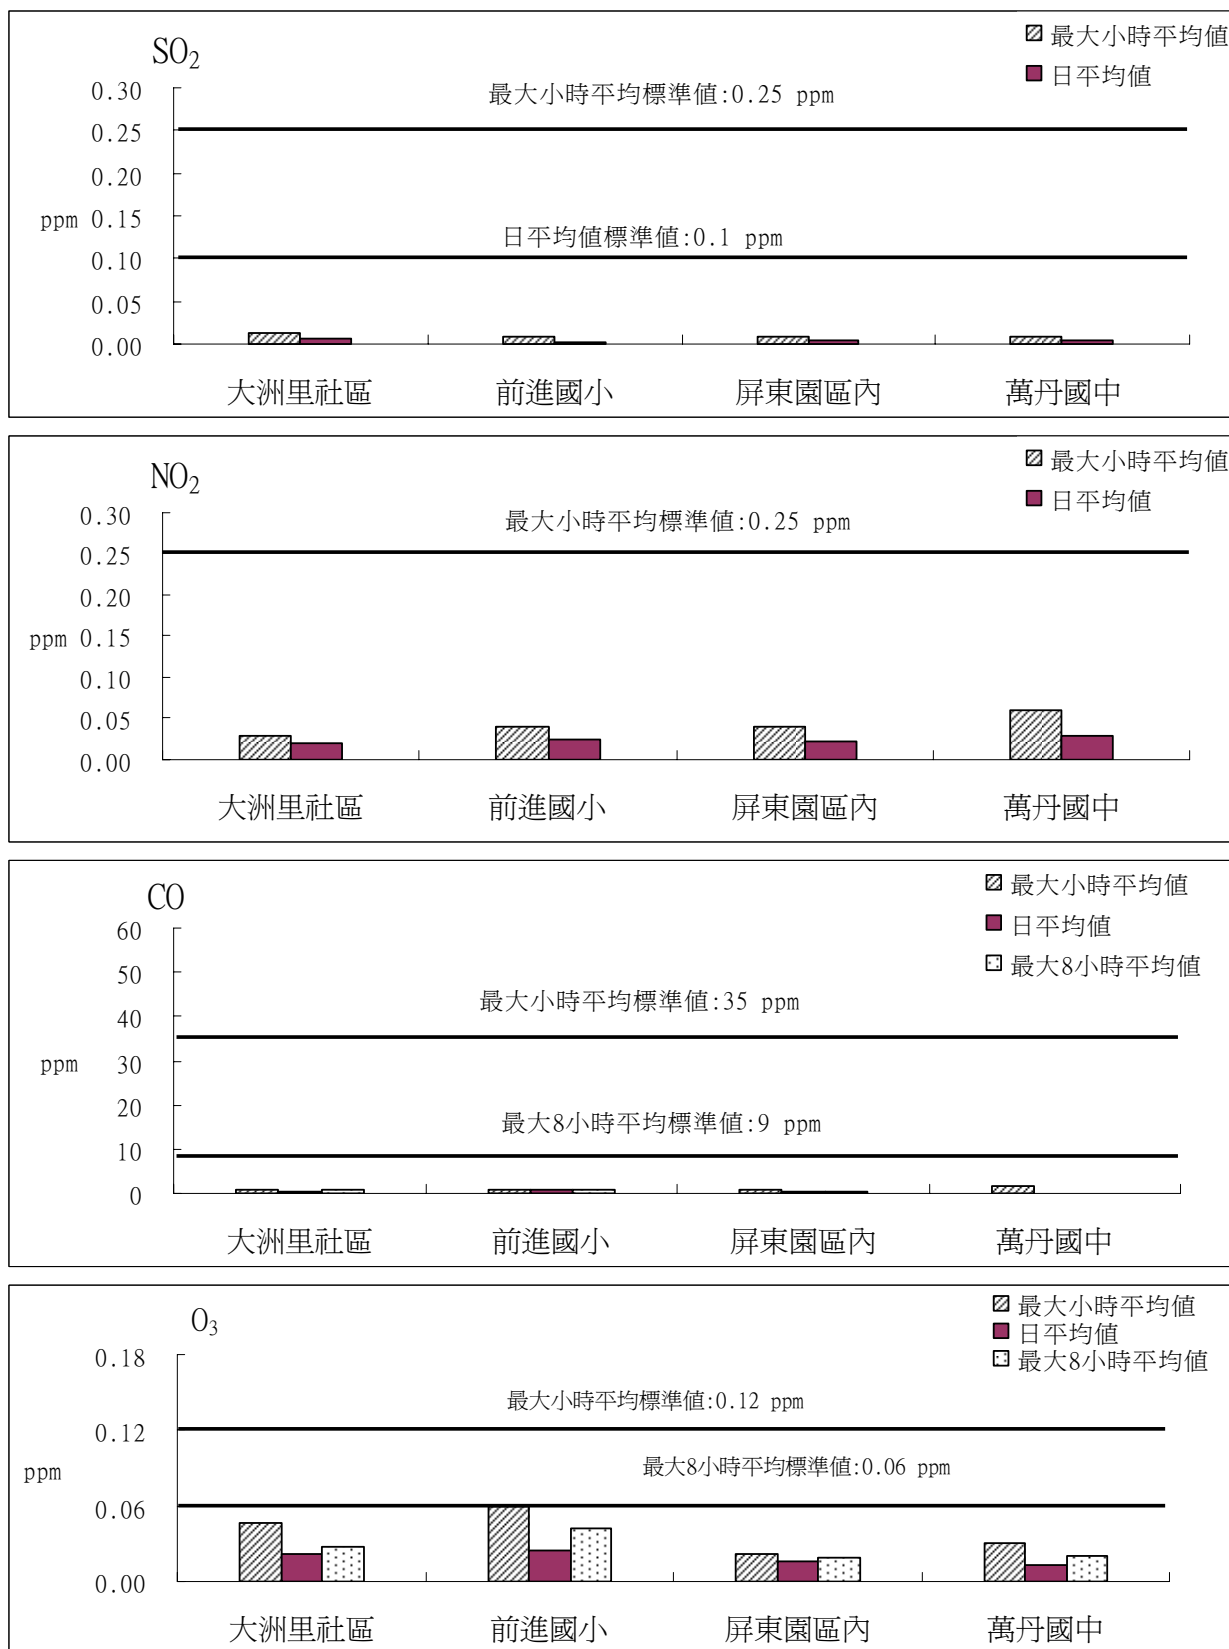 SO2
最大小時平均值
日平均值
最大小時平均標準值:0.25 ppm
0.30
0.25
0.20
ppm 0.15
日平均值標準值:0.1 ppm
0.10
0.05
0.00
大洲里社區 前進國小 屏東園區內 萬丹國中
NO2
最大小時平均值
日平均值
最大小時平均標準值:0.25 ppm
0.30
0.25
0.20
ppm 0.15
0.10
0.05
0.00
大洲里社區 前進國小 屏東園區內 萬丹國中
CO
最大小時平均值
日平均值
最大8小時平均值
60
50
最大小時平均標準值:35 ppm
40
ppm 30
20
最大8小時平均標準值:9 ppm
10
0
大洲里社區 前進國小 屏東園區內 萬丹國中
O3
最大小時平均值
日平均值
最大8小時平均值
0.18
最大小時平均標準值:0.12 ppm
0.12
ppm
最大8小時平均標準值:0.06 ppm
0.06
0.00
大洲里社區 前進國小 屏東園區內 萬丹國中